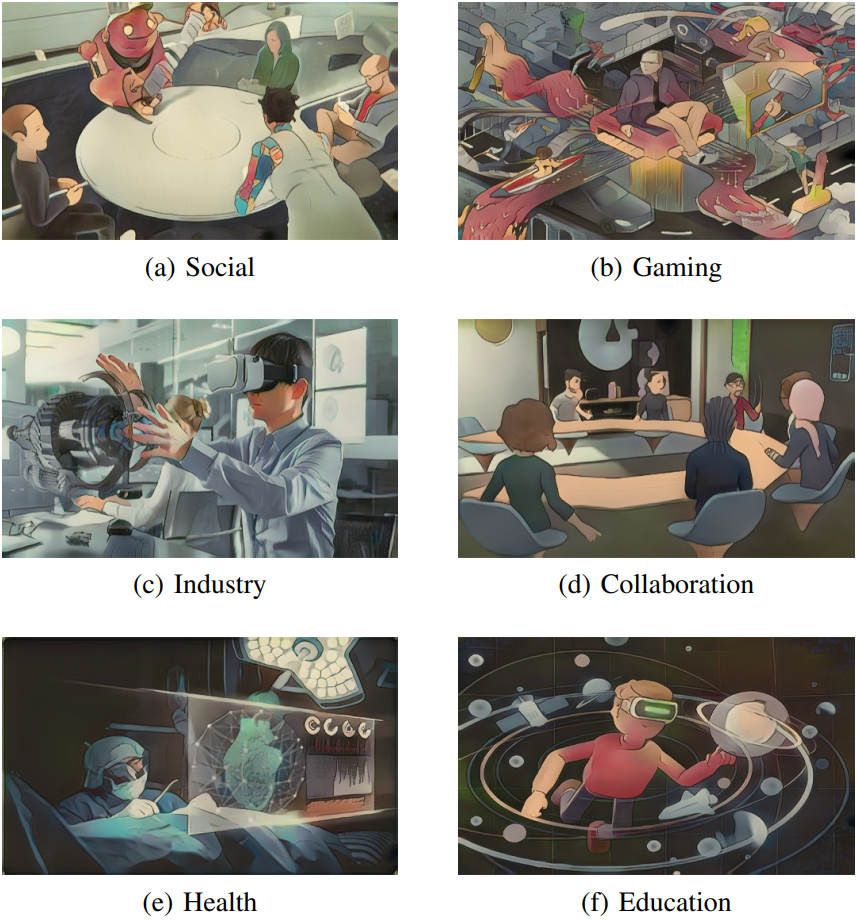 (a) Social
(b) Gaming
(c) Industry
(d) Collaboration
(e) Health
(f) Education